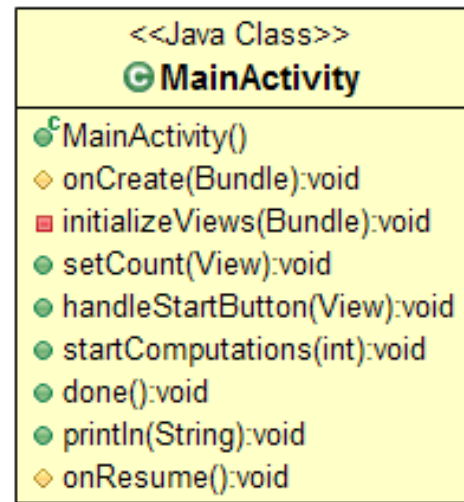 <<Java Class>>
C MainActivity
C MainActivity()
onCreate(Bundle):void
initializeViews(Bundle):void
setCount(View):void
handleStartButton(View):void
startComputations(int):void
done():void
println(String):void
onResume():void